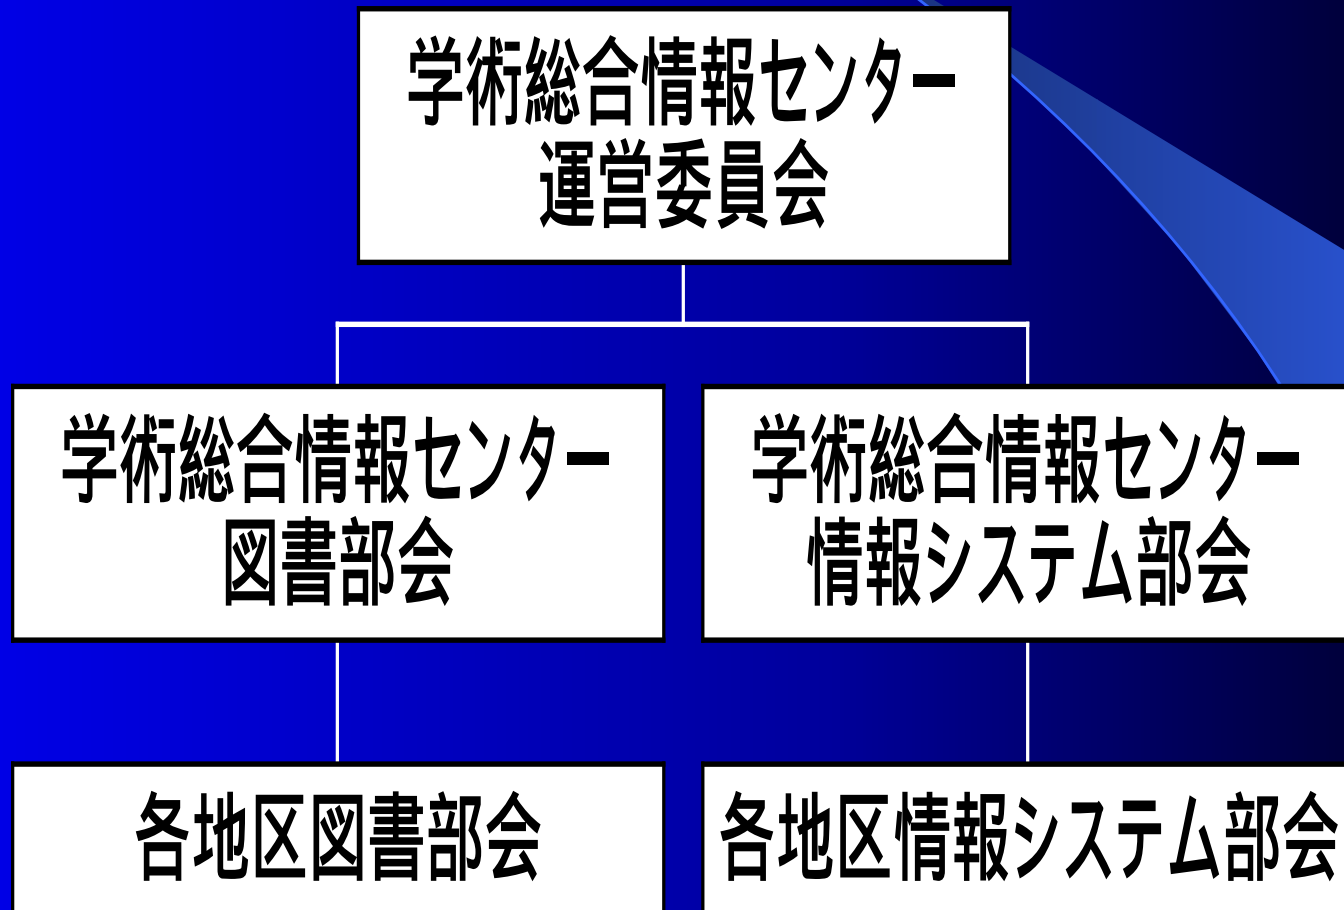 学術総合情報センター
運営委員会
学術総合情報センター
図書部会
学術総合情報センター
情報システム部会
各地区図書部会
各地区情報システム部会